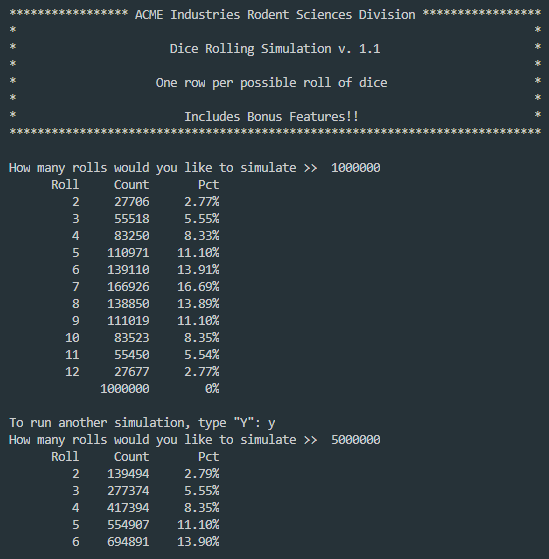 ***************** ACME Industries Rodent Sciences Division *****************
* *
* Dice Rolling Simulation v. 1.1 *
* *
* One row per possible roll of dice *
* *
* Includes Bonus Features!! *
****************************************************************************
How many rolls would you like to simulate >> 1000000
Roll Count Pct
2 27706 2.77%
3 55518 5.55%
4 83250 8.33%
5 110971 11.10%
6 139110 13.91%
7 166926 16.69%
8 138850 13.89%
9 111019 11.10%
10 83523 8.35%
11 55450 5.54%
12 27677 2.77%
1000000 0%
To run another simulation, type "Y": y
How many rolls would you like to simulate >> 5000000
Roll Count Pct
2 139494 2.79%
3 277374 5.55%
4 417394 8.35%
5 554907 11.10%
6 694891 13.90%